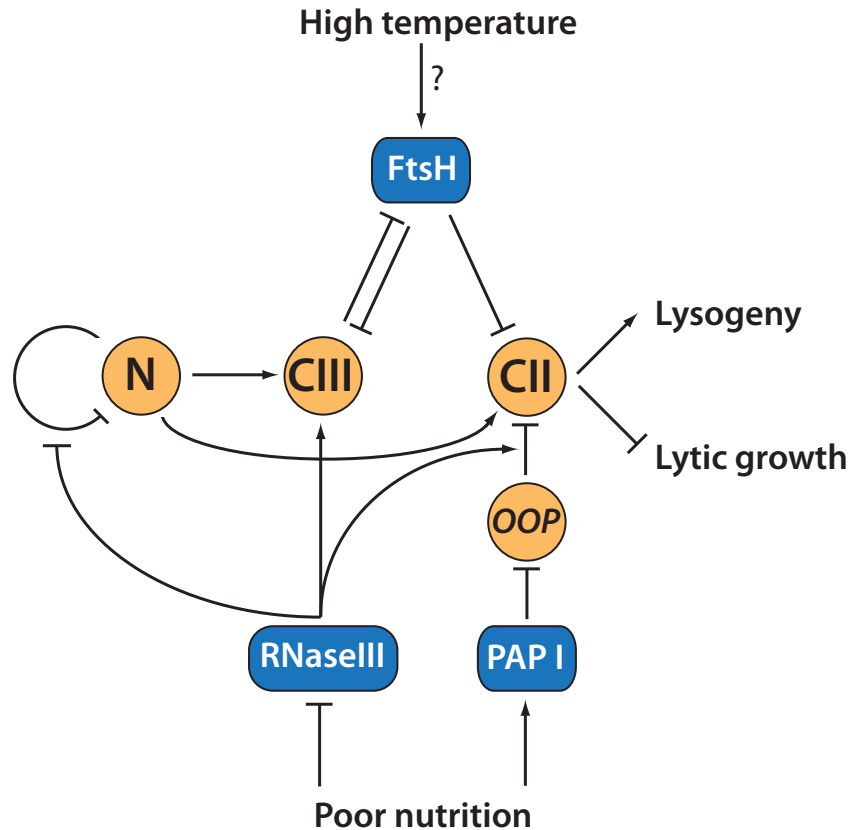 High temperature
?
FtsH
Lysogeny
N
CIII
CII
Lytic growth
OOP
RNaseIII
PAP I
Poor nutrition